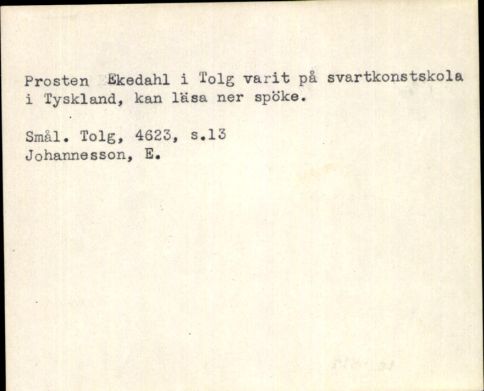 Prosten Ekedahl i Tolg varit på svartkonstskola
i Tyskland, kan läsa ner spöke.
Smål. Tolg, 4623, s.13
Johannesson, E.